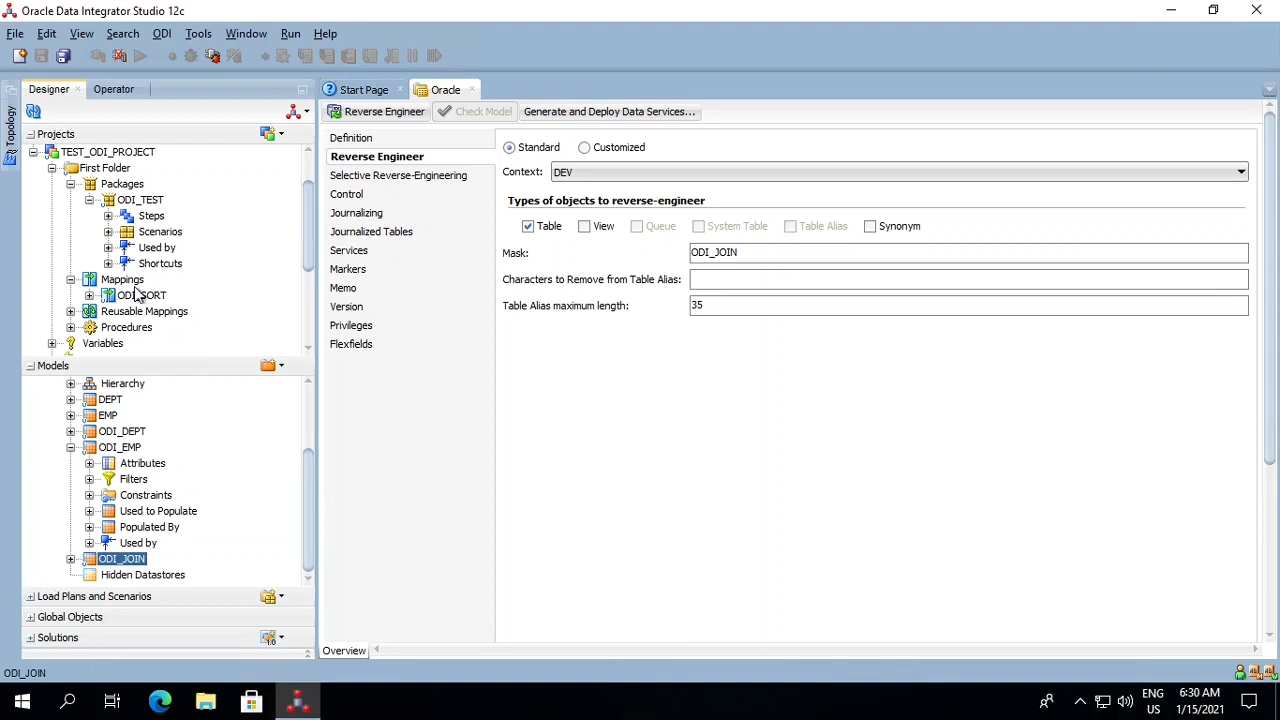 Oracle Data Integrator Studio 12c
File Edit View Search ODI Tools Window Run Help
Topology
Designer
Operator
Projects
TEST_ODI_PROJECT
First Folder
Packages
ODI_TEST
Steps
Scenarios
Used by
Shortcuts
Mappings
Reusable Mappings
Procedures
Variables
Models
Hierarchy
DEPT
EMP
ODI_DEPT
ODI_EMP
Attributes
Filters
Constraints
Used to Populate
Populated By
Used by
ODI_JOIN
Hidden Datastores
Load Plans and Scenarios
Global Objects
Solutions
1.0
Start Page
Oracle
Reverse Engineer
Check Model
Generate and Deploy Data Services...
Definition
Reverse Engineer
Selective Reverse-Engineering
Control
Journalizing
Journalized Tables
Services
Markers
Memo
Version
Privileges
Flexfields
Standard Customized
Context: DEV
Types of objects to reverse-engineer
Table View Queue System Table Table Alias Synonym
Mask: ODI_JOIN
Characters to Remove from Table Alias:
Table Alias maximum length: 35
Overview
ODI_JOIN
ENG
US
6:30 AM
1/15/2021